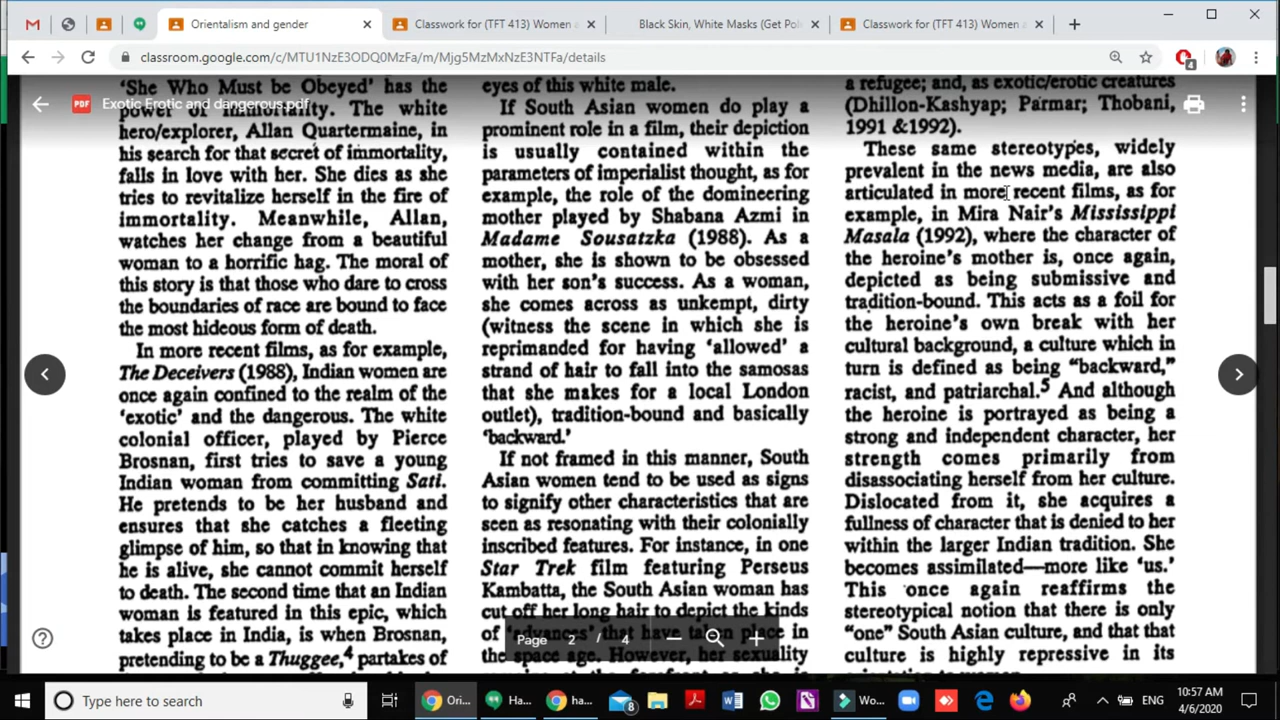 Orientalism and gender
Classwork for (TFT 413) Women a
Black Skin, White Masks (Get Pol
Classwork for (TFT 413) Women a
classroom.google.com/c/MTU1NzE3ODQ0MzFa/m/Mjg5MzMxNzE3NTFa/details
4
PDF
Exotic Erotic and dangerous.pdf
'She Who Must be Obeyed' has the
power of immortality. The white
hero/explorer, Allan Quartermaine, in
his search for that secret of immortality,
falls in love with her. She dies as she
tries to revitalize herself in the fire of
immortality. Meanwhile, Allan,
watches her change from a beautiful
woman to a horrific hag. The moral of
this story is that those who dare to cross
the boundaries of race are bound to face
the most hideous form of death.
In more recent films, as for example,
The Deceivers (1988), Indian women are
once again confined to the realm of the
'exotic' and the dangerous. The white
colonial officer, played by Pierce
Brosnan, first tries to save a young
Indian woman from committing Sati.
He pretends to be her husband and
ensures that she catches a fleeting
glimpse of him, so that in knowing that
he is alive, she cannot commit herself
to death. The second time that an Indian
woman is featured in this epic, which
takes place in India, is when Brosnan,
pretending to be a Thuggee,4 partakes of
eyes of this white male.
If South Asian women do play a
prominent role in a film, their depiction
is usually contained within the
parameters of imperialist thought, as for
example, the role of the domineering
mother played by Shabana Azmi in
Madame Sousatzka (1988). As a
mother, she is shown to be obsessed
with her son's success. As a woman,
she comes across as unkempt, dirty
(witness the scene in which she is
reprimanded for having 'allowed' a
strand of hair to fall into the samosas
that she makes for a local London
outlet), tradition-bound and basically
'backward.'
If not framed in this manner, South
Asian women tend to be used as signs
to signify other characteristics that are
seen as resonating with their colonially
inscribed features. For instance, in one
Star Trek film featuring Perseus
Kambatta, the South Asian woman has
cut off her long hair to depict the kinds
of 'advances' that have taken place in
the space age. However, her sexuality
a refugee; and, as exotic/erotic creatures
(Dhillon-Kashyap; Parmar; Thobani,
1991 &1992).
These same stereotypes, widely
prevalent in the news media, are also
articulated in more recent films, as for
example, in Mira Nair's Mississippi
Masala (1992), where the character of
the heroine's mother is, once again,
depicted as being submissive and
tradition-bound. This acts as a foil for
the heroine's own break with her
cultural background, a culture which in
turn is defined as being "backward,"
racist, and patriarchal.5 And although
the heroine is portrayed as being a
strong and independent character, her
strength comes primarily from
disassociating herself from her culture.
Dislocated from it, she acquires a
fullness of character that is denied to her
within the larger Indian tradition. She
becomes assimilated—more like 'us.'
This once again reaffirms the
stereotypical notion that there is only
"one" South Asian culture, and that that
culture is highly repressive in its
Page 2 / 4
Type here to search
Ori...
Ha...
ha...
8
Wo...
ENG
10:57 AM
4/6/2020